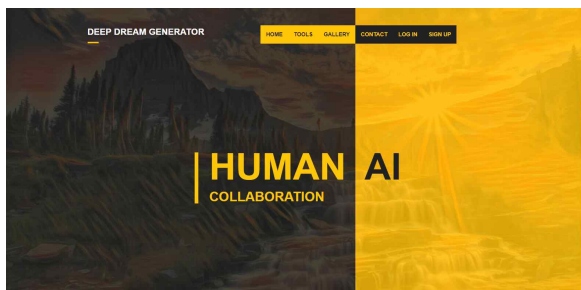 DEEP DREAM GENERATOR
HOME TOOLS GALLERY CONTACT LOG IN SIGN UP
HUMAN AI
COLLABORATION